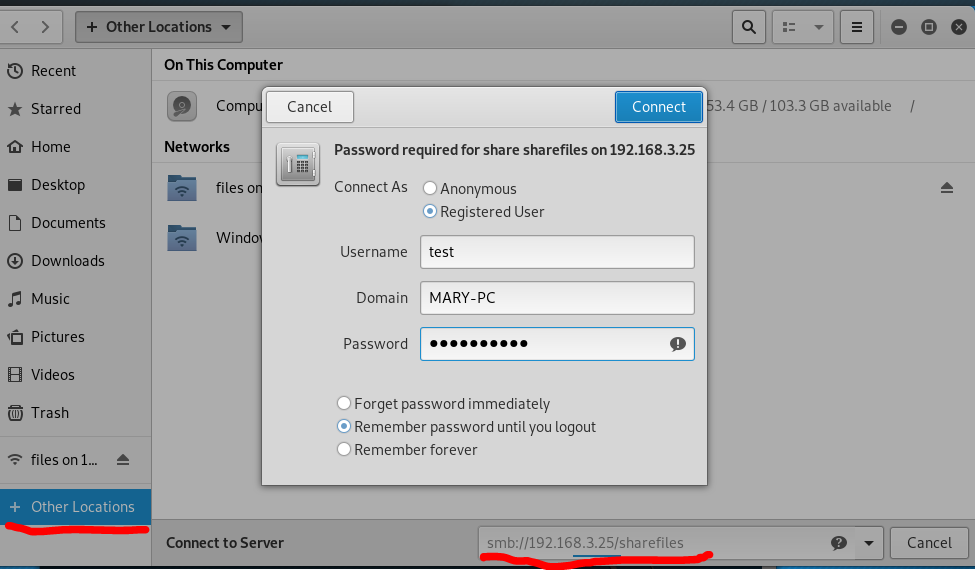 Other Locations
Recent
Starred
Home
Desktop
Documents
Downloads
Music
Pictures
Videos
Trash
files on 1...
Other Locations
On This Computer
Compu
53.4 GB / 103.3 GB available /
Networks
files on
Windo
Cancel
Connect
Password required for share sharefiles on 192.168.3.25
Connect As
Anonymous
Registered User
Username test
Domain MARY-PC
Password ●●●●●●●●●●
Forget password immediately
Remember password until you logout
Remember forever
Connect to Server smb://192.168.3.25/sharefiles Cancel